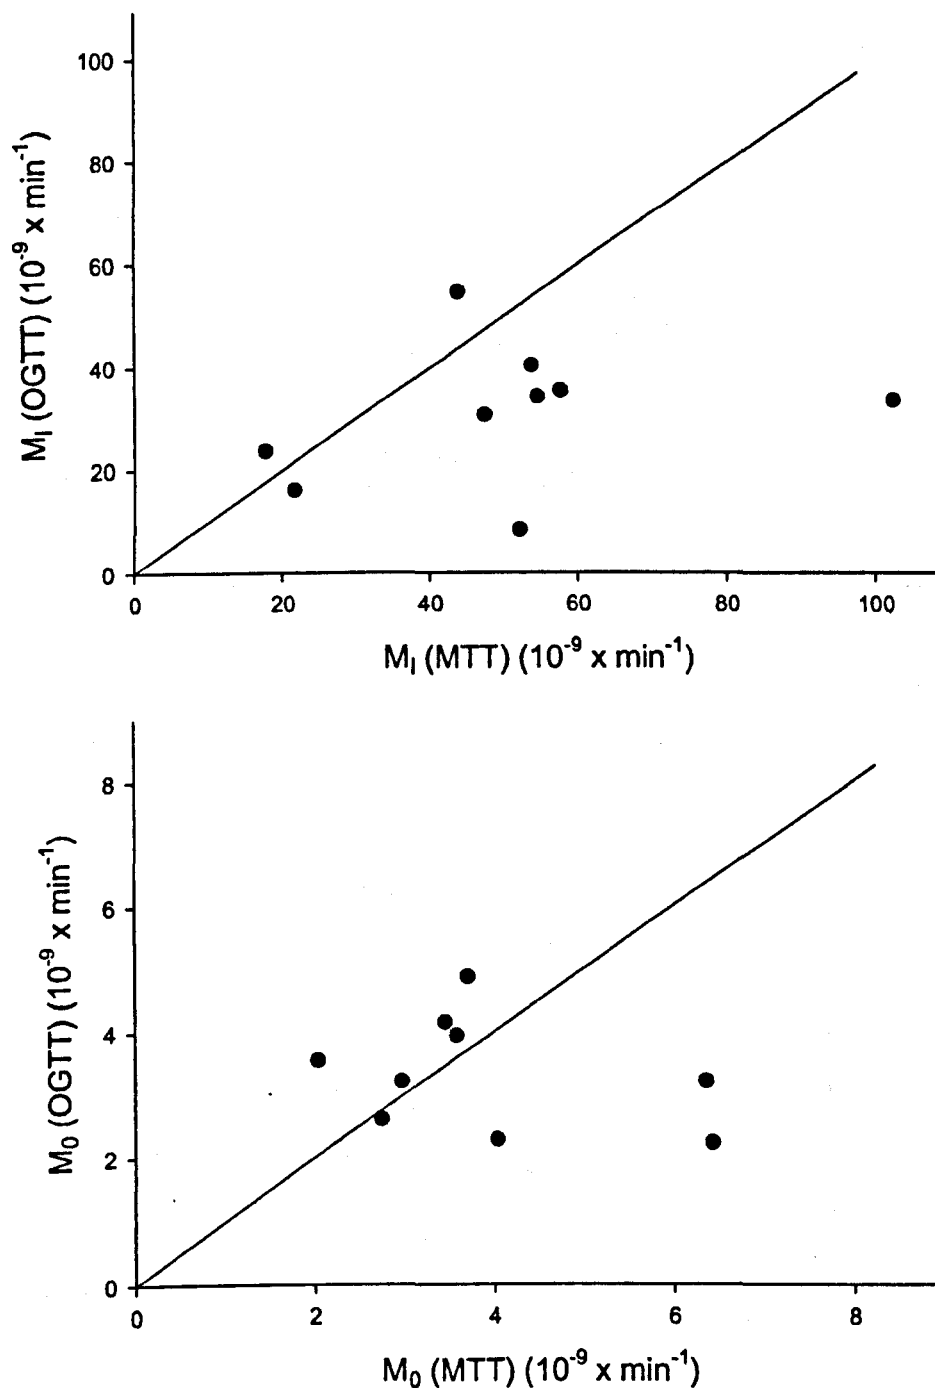 100
80
60
40
20
0
M_I (OGTT) (10^-9 x min^-1)
0 20 40 60 80 100
M_I (MTT) (10^-9 x min^-1)
8
6
4
2
0
M_0 (OGTT) (10^-9 x min^-1)
0 2 4 6 8
M_0 (MTT) (10^-9 x min^-1)